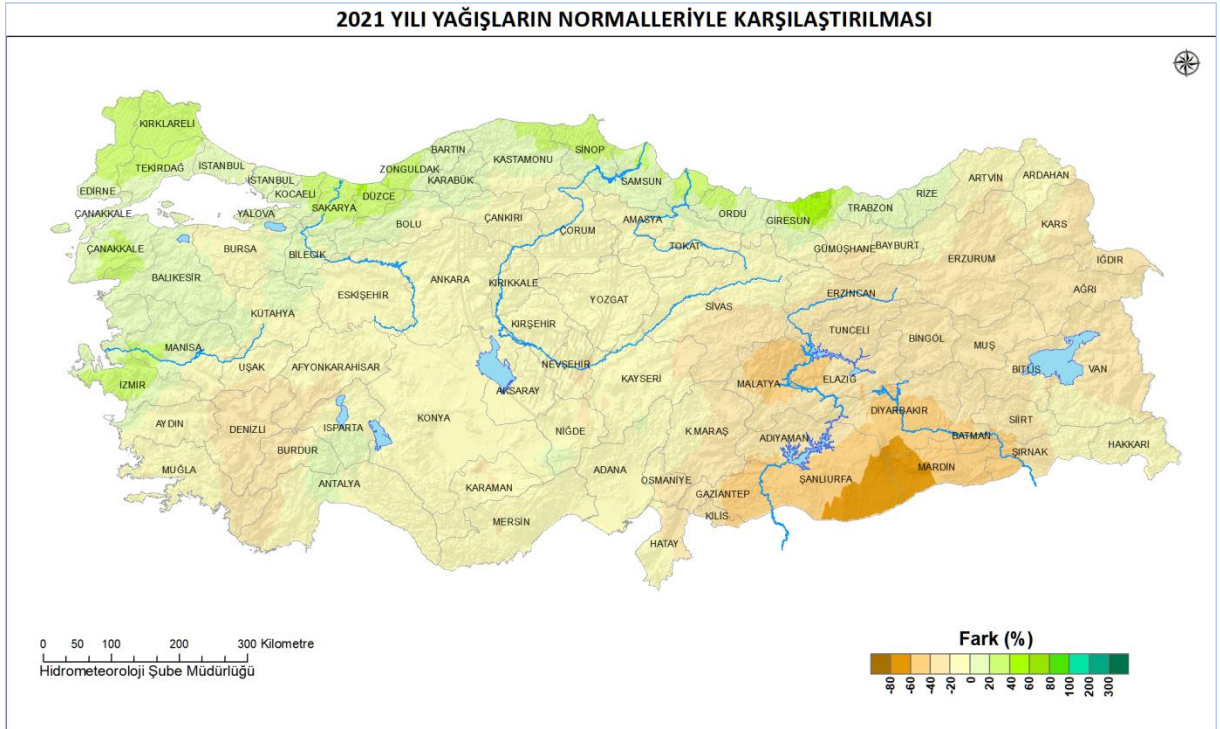 2021 YILI YAĞIŞLARIN NORMALLERİYLE KARŞILAŞTIRILMASI
KIRKLARELİ
TEKİRDAĞ
İSTANBUL
EDİRNE
ÇANAKKALE
İSTANBUL
KOCAELİ
YALOVA
SAKARYA
DÜZCE
ZONGULDAK
BARTIN
KARABÜK
KASTAMONU
SİNOP
SAMSUN
ORDU
GİRESUN
TRABZON
RİZE
ARTVİN
ARDAHAN
KARS
ÇANAKKALE
BURSA
BİLECİK
BOLU
ÇANKIRI
ÇORUM
AMASYA
TOKAT
GÜMÜŞHANE
BAYBURT
ERZURUM
IĞDIR
AĞRI
BALIKESİR
KÜTAHYA
ESKİŞEHİR
ANKARA
KIRIKKALE
YOZGAT
SİVAS
ERZİNCAN
TUNCELİ
BİNGÖL
MUŞ
BİTLİS
VAN
MANİSA
UŞAK
AFYONKARAHİSAR
KIRŞEHİR
NEVŞEHİR
AKSARAY
KAYSERİ
MALATYA
ELAZIĞ
DİYARBAKIR
BATMAN
SİİRT
ŞIRNAK
HAKKARİ
İZMİR
AYDIN
DENİZLİ
BURDUR
ISPARTA
KONYA
NİĞDE
K.MARAŞ
ADIYAMAN
ŞANLIURFA
MARDİN
MUĞLA
ANTALYA
KARAMAN
MERSİN
ADANA
OSMANİYE
GAZİANTEP
KİLİS
HATAY
0 50 100 200 300 Kilometre
Hidrometeoroloji Şube Müdürlüğü
Fark (%)
-80 -60 -40 -20 0 20 40 60 80 100 200 300